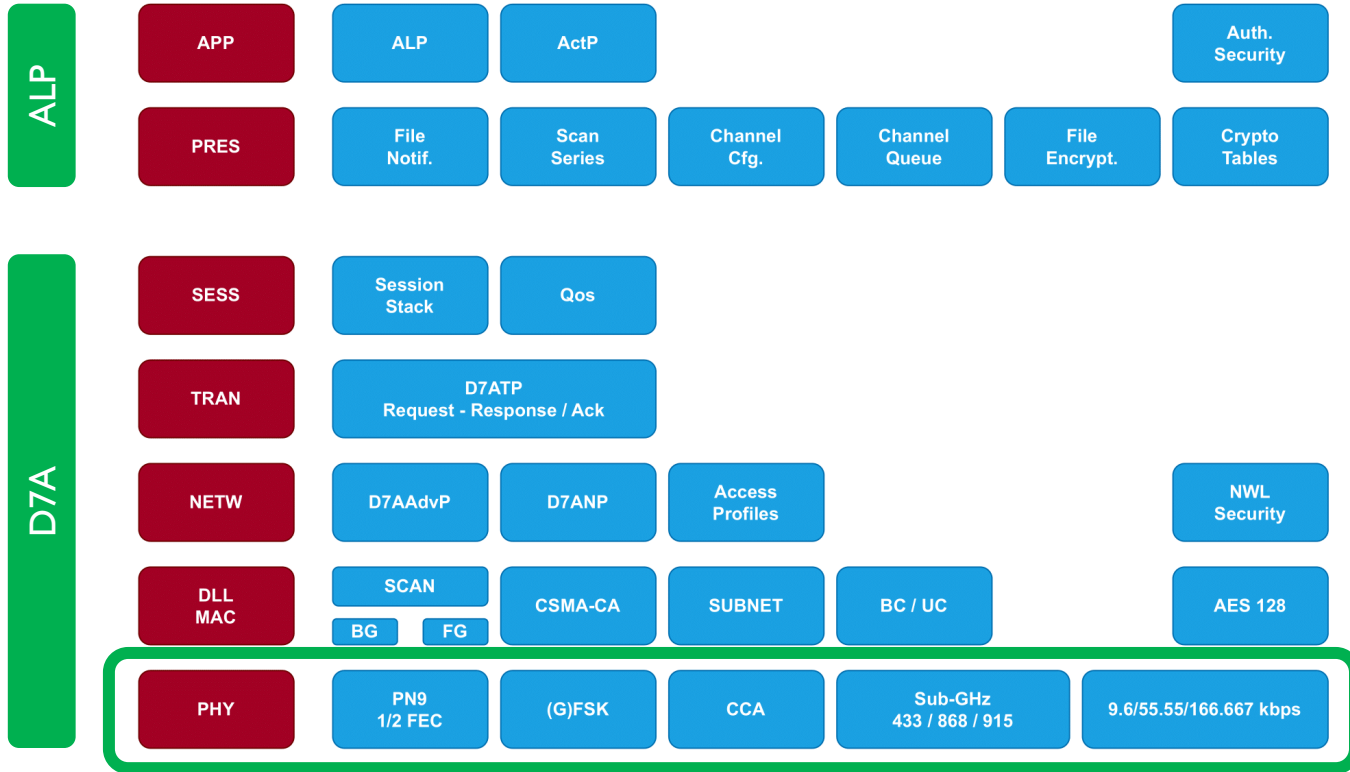 ALP
APP
ALP
ActP
Auth.
Security
PRES
File
Notif.
Scan
Series
Channel
Cfg.
Channel
Queue
File
Encrypt.
Crypto
Tables
D7A
SESS
Session
Stack
Qos
TRAN
D7ATP
Request - Response / Ack
NETW
D7AAdvP
D7ANP
Access
Profiles
NWL
Security
DLL
MAC
SCAN
BG
FG
CSMA-CA
SUBNET
BC / UC
AES 128
PHY
PN9
1/2 FEC
(G)FSK
CCA
Sub-GHz
433 / 868 / 915
9.6/55.55/166.667 kbps